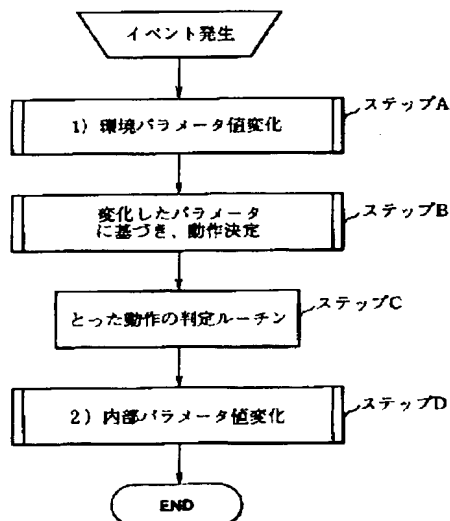 イベント発生
ステップA
1) 環境パラメータ値変化
ステップB
変化したパラメータ
に基づき、動作決定
ステップC
とった動作の判定ルーチン
ステップD
2) 内部パラメータ値変化
END